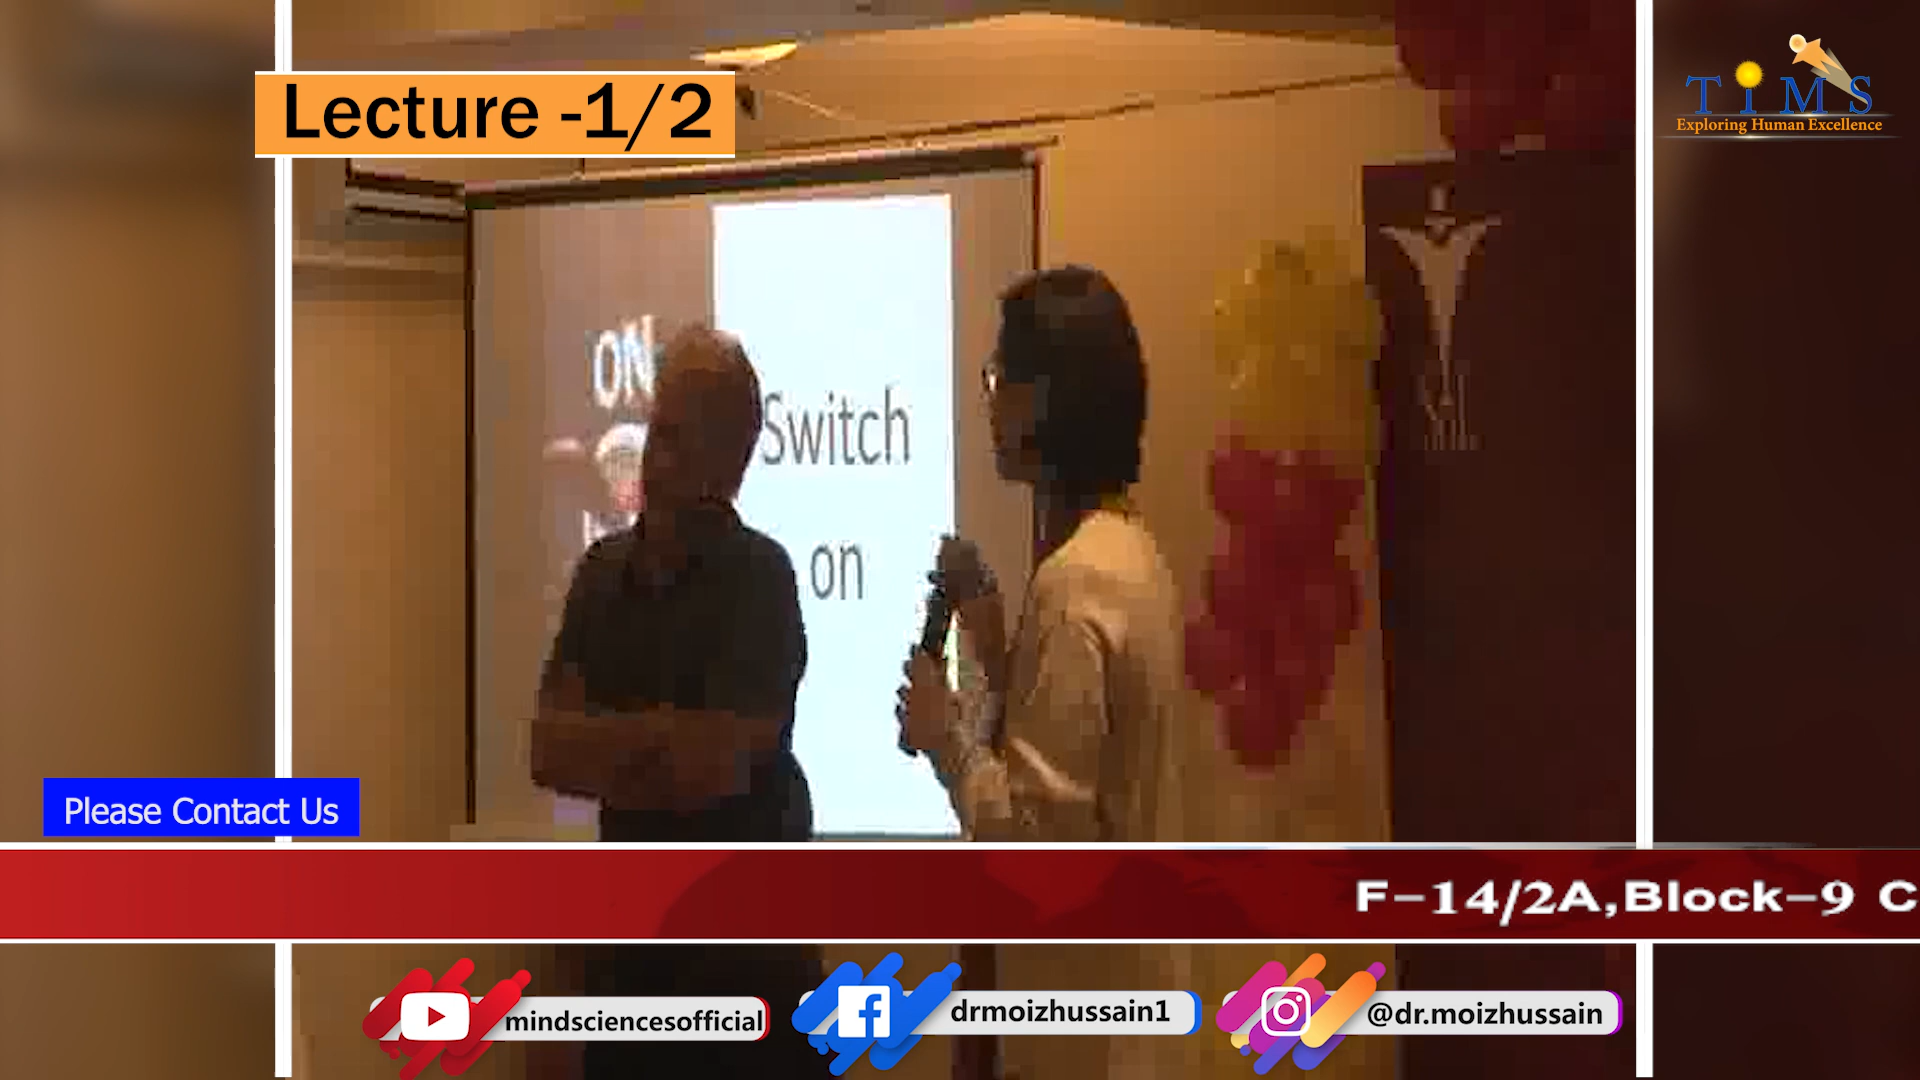 Lecture -1/2
TiMS
Exploring Human Excellence
ON
Switch
on
Please Contact Us
F-14/2A,Block-9 C
mindsciencesofficial
drmoizhussain1
@dr.moizhussain